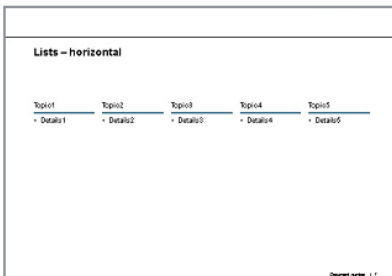 Lists – horizontal
Topic1 Topic2 Topic3 Topic4 Topic5
• Details1 • Details2 • Details3 • Details4 • Details5